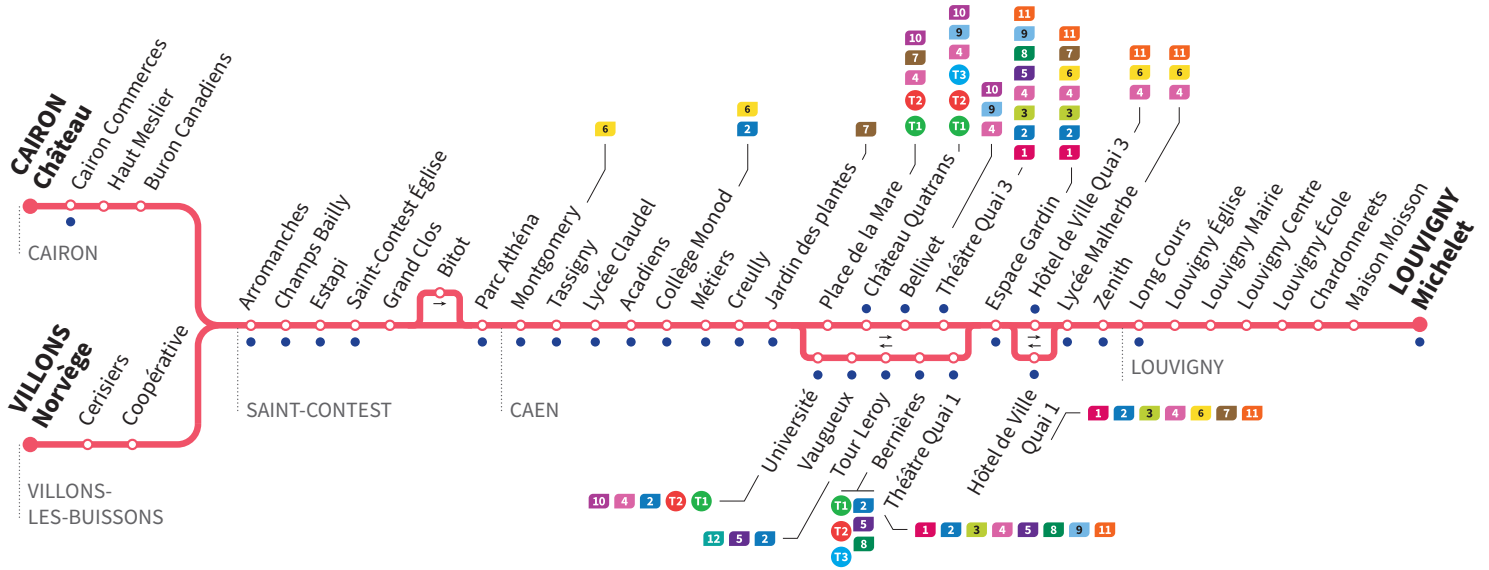 CAIRON
Château
Cairon Commerces
Haut Meslier
Buron Canadiens
CAIRON
VILLONS
Norvège
Cerisiers
Coopérative
VILLONS-
LES-BUISSONS
Arromanches
Champs Bailly
Estapi
Saint-Contest Église
Grand Clos
Bitot
Parc Athéna
SAINT-CONTEST
Montgomery
6
Tassigny
Lycée Claudel
Acadiens
Collège Monod
6
2
Métiers
Creully
Jardin des plantes
7
CAEN
Place de la Mare
10
7
4
T2
T1
Château Quatrans
10
9
4
T3
T2
T1
Bellivet
10
9
4
Théâtre Quai 3
11
9
8
5
4
3
2
1
Espace Gardin
11
7
6
4
3
2
1
Hôtel de Ville Quai 3
11
6
4
Lycée Malherbe
11
6
4
Zenith
Long Cours
Louvigny Église
Louvigny Mairie
Louvigny Centre
Louvigny École
Chardonnerets
Maison Moisson
LOUVIGNY
Michelet
LOUVIGNY
Université
10 4 2 T2 T1
Vaugueux
Tour Leroy
12 5 2
Bernières
T1 2
T2 5
T3 8
Théâtre Quai 1
1 2 3 4 5 8 9 11
Hôtel de Ville
Quai 1
1 2 3 4 6 7 11